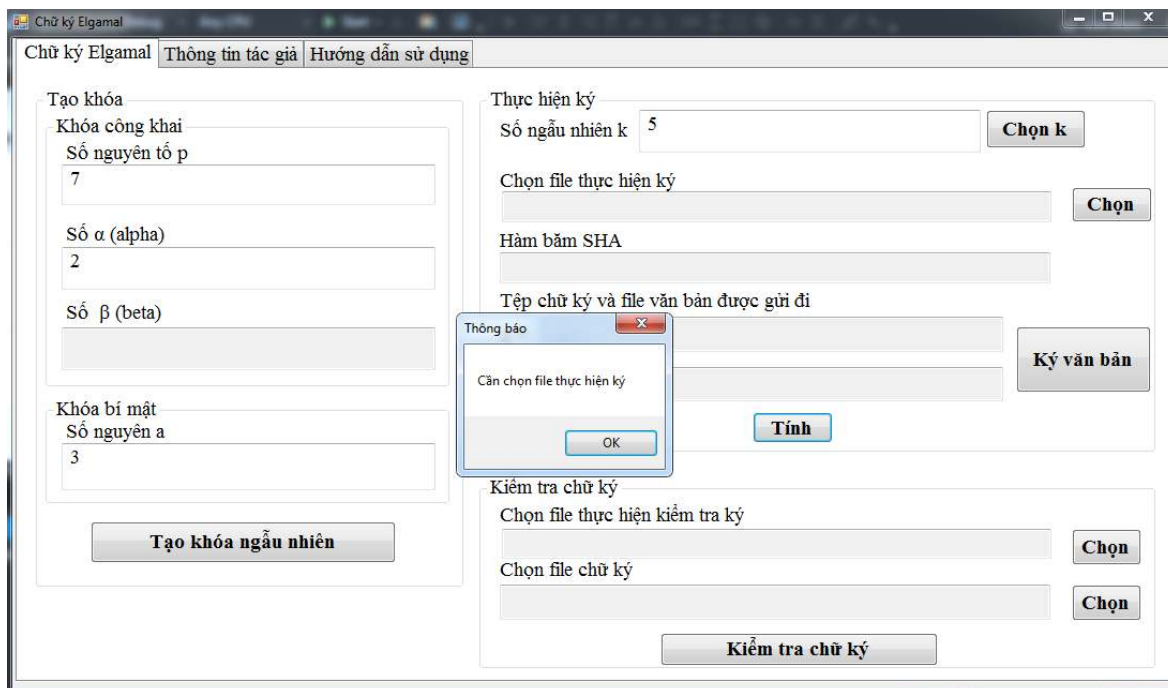 Chữ ký Elgamal
Chữ ký Elgamal Thông tin tác giả Hướng dẫn sử dụng
Tạo khóa
Khóa công khai
Số nguyên tố p
7
Số α (alpha)
2
Số β (beta)
Khóa bí mật
Số nguyên a
3
Tạo khóa ngẫu nhiên
Thực hiện ký
Số ngẫu nhiên k 5 Chọn k
Chọn file thực hiện ký
Chọn
Hàm băm SHA
Tệp chữ ký và file văn bản được gửi đi
Ký văn bản
Tính
Thông báo
Cần chọn file thực hiện ký
OK
Kiểm tra chữ ký
Chọn file thực hiện kiểm tra ký
Chọn
Chọn file chữ ký
Chọn
Kiểm tra chữ ký